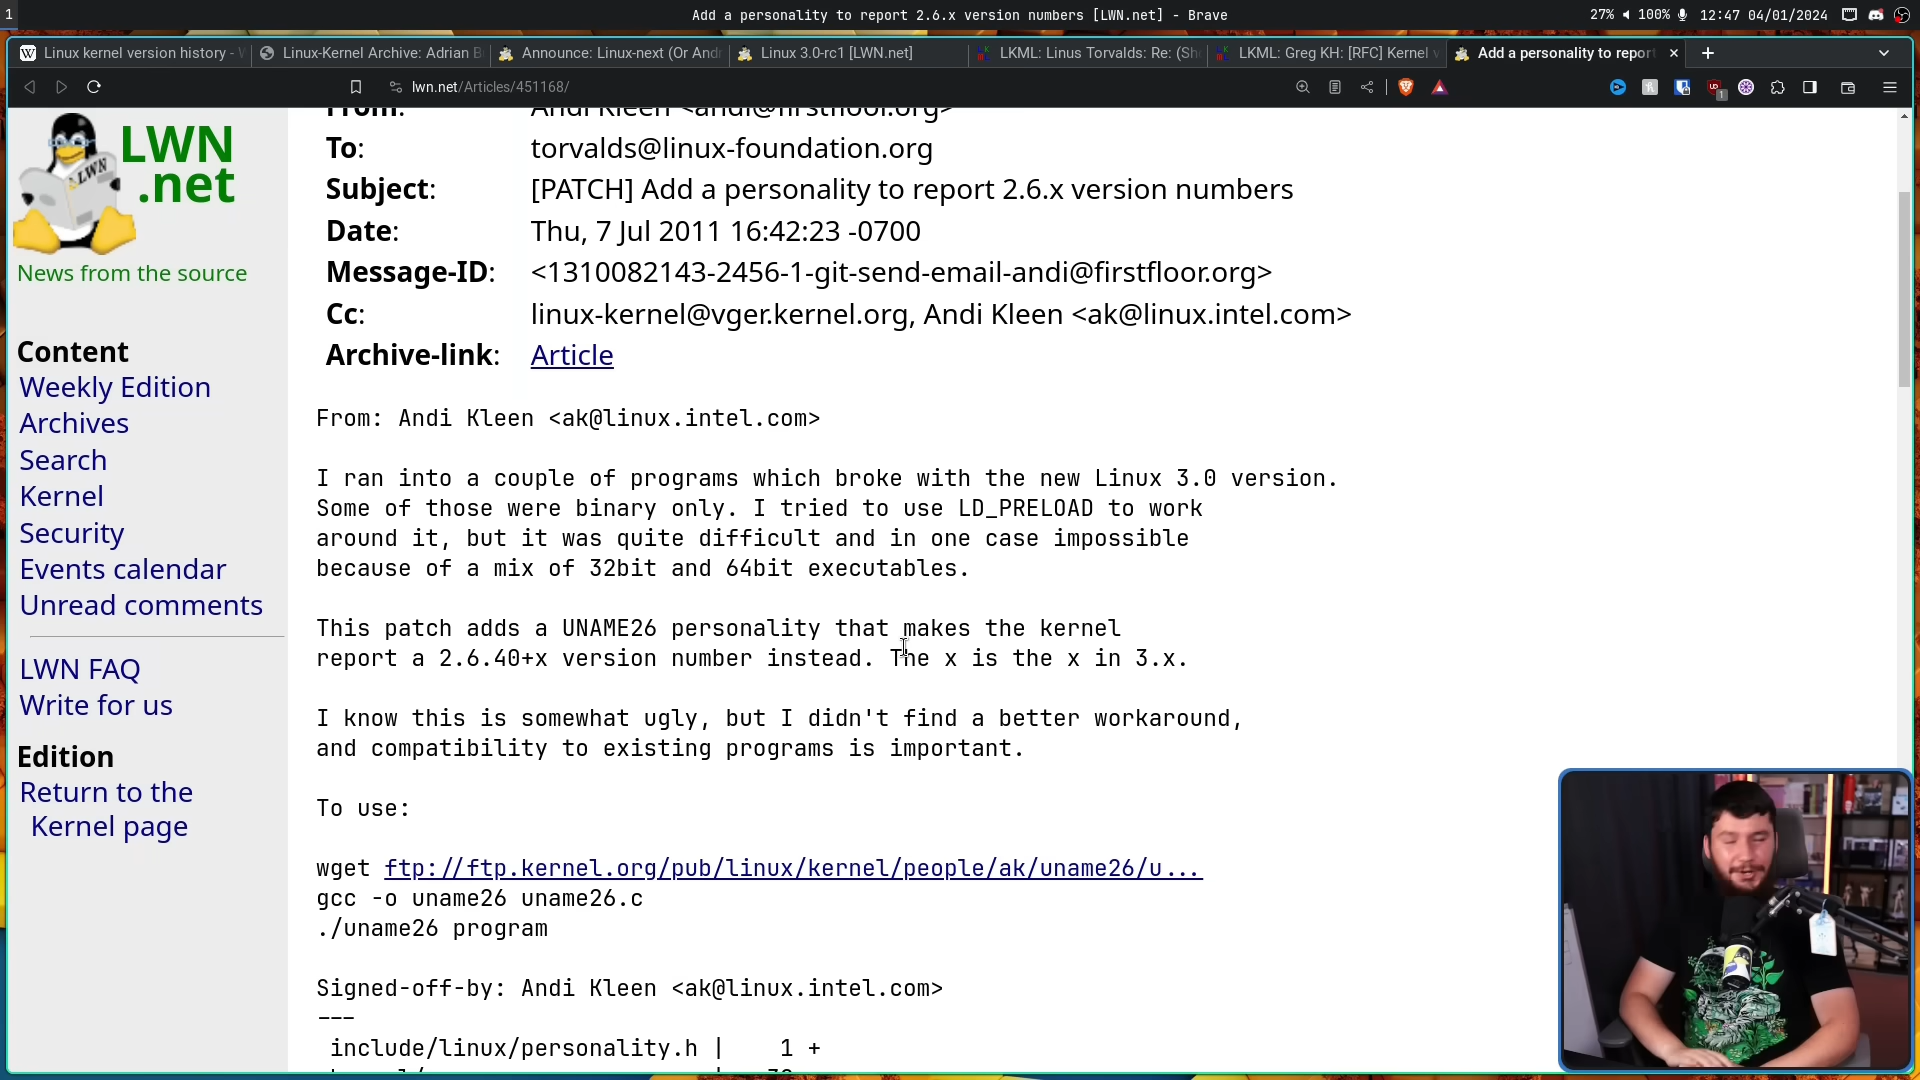 1
Add a personality to report 2.6.x version numbers [LWN.net] - Brave
27% 100% 12:47 04/01/2024
Linux kernel version history -
Linux-Kernel Archive: Adrian B
Announce: Linux-next (Or Andr
Linux 3.0-rc1 [LWN.net]
LKML: Linus Torvalds: Re: (Sho
LKML: Greg KH: [RFC] Kernel v
Add a personality to report
lwn.net/Articles/451168/
LWN
.net
News from the source
Content
Weekly Edition
Archives
Search
Kernel
Security
Events calendar
Unread comments
LWN FAQ
Write for us
Edition
Return to the
Kernel page
From: Andi Kleen <andi@firstfloor.org>
To: torvalds@linux-foundation.org
Subject: [PATCH] Add a personality to report 2.6.x version numbers
Date: Thu, 7 Jul 2011 16:42:23 -0700
Message-ID: <1310082143-2456-1-git-send-email-andi@firstfloor.org>
Cc: linux-kernel@vger.kernel.org, Andi Kleen <ak@linux.intel.com>
Archive-link: Article
From: Andi Kleen <ak@linux.intel.com>
I ran into a couple of programs which broke with the new Linux 3.0 version.
Some of those were binary only. I tried to use LD_PRELOAD to work
around it, but it was quite difficult and in one case impossible
because of a mix of 32bit and 64bit executables.
This patch adds a UNAME26 personality that makes the kernel
report a 2.6.40+x version number instead. The x is the x in 3.x.
I know this is somewhat ugly, but I didn't find a better workaround,
and compatibility to existing programs is important.
To use:
wget ftp://ftp.kernel.org/pub/linux/kernel/people/ak/uname26/u...
gcc -o uname26 uname26.c
./uname26 program
Signed-off-by: Andi Kleen <ak@linux.intel.com>
---
include/linux/personality.h | 1 +